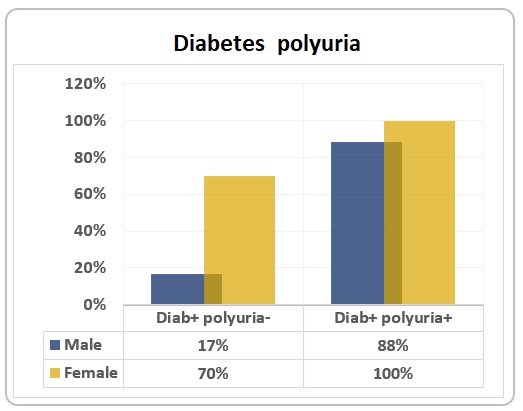 Diabetes polyuria
120%
100%
80%
60%
40%
20%
0%
Diab+ polyuria- Diab+ polyuria+
Male 17% 88%
Female 70% 100%